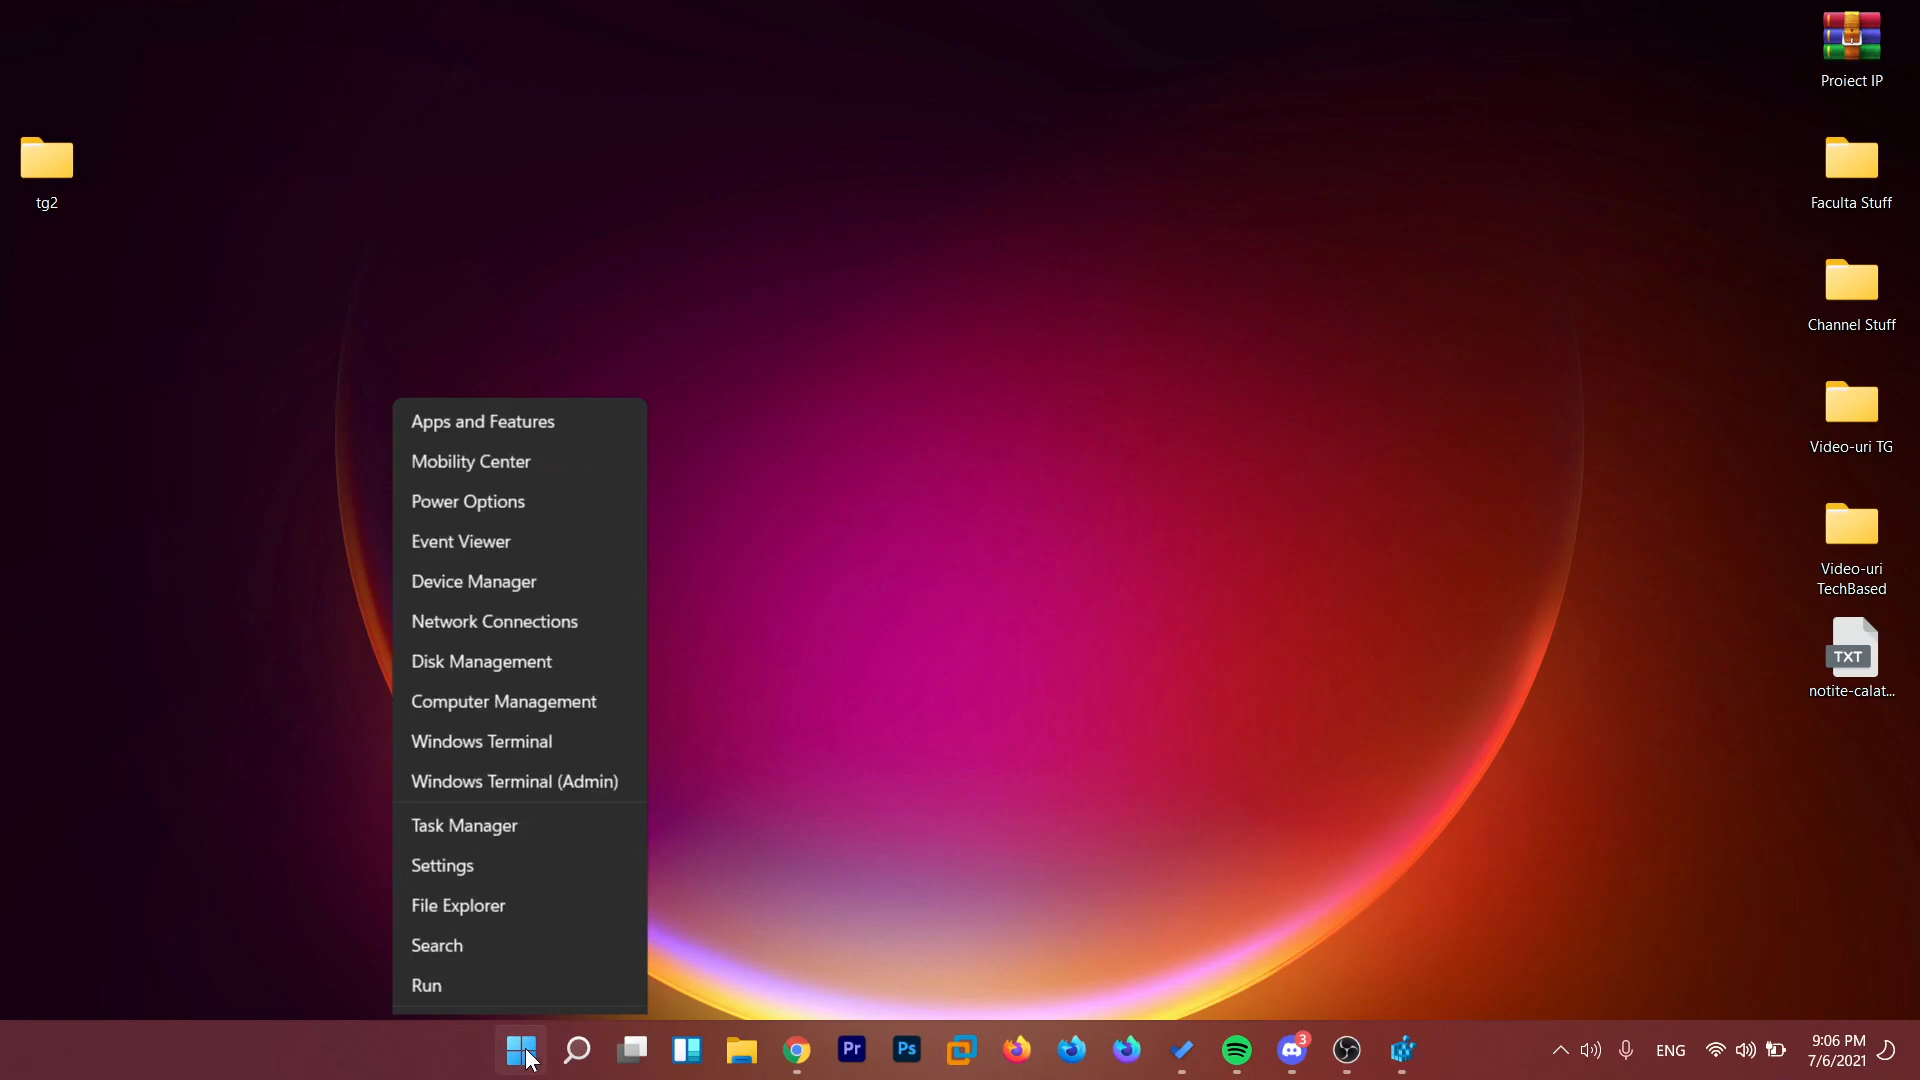 Proiect IP
tg2
Faculta Stuff
Channel Stuff
Video-uri TG
Video-uri
TechBased
TXT
notite-calat...
Apps and Features
Mobility Center
Power Options
Event Viewer
Device Manager
Network Connections
Disk Management
Computer Management
Windows Terminal
Windows Terminal (Admin)
Task Manager
Settings
File Explorer
Search
Run
Pr
Ps
3
ENG
9:06 PM
7/6/2021